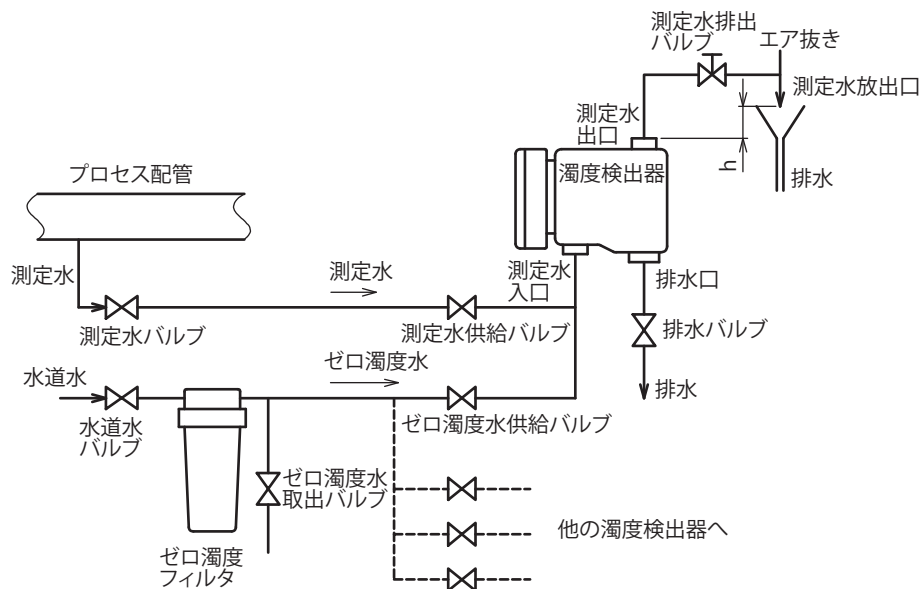 測定水排出
バルブ
エア抜き
測定水放出口
測定水
出口
h
濁度検出器
排水
プロセス配管
測定水
測定水
測定水
入口
排水口
測定水バルブ
測定水供給バルブ
排水バルブ
ゼロ濁度水
水道水
排水
水道水
バルブ
ゼロ濁度水供給バルブ
ゼロ濁度水
取出バルブ
他の濁度検出器へ
ゼロ濁度
フィルタ